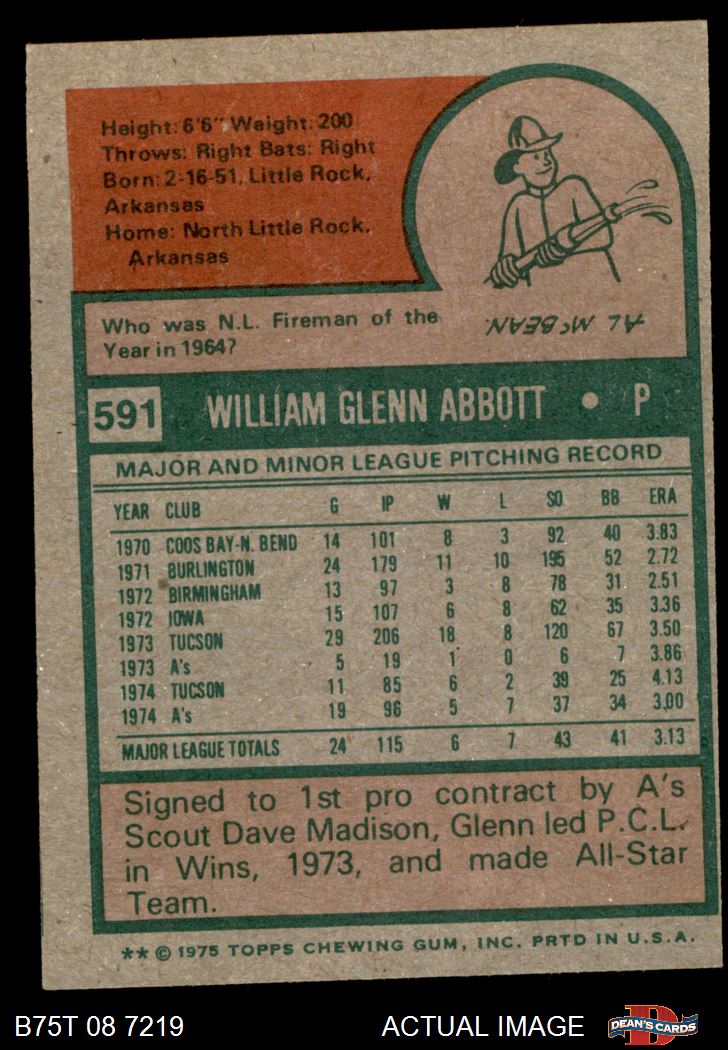 Height: 6'6" Weight: 200
Throws: Right Bats: Right
Born: 2-16-51, Little Rock,
Arkansas
Home: North Little Rock,
Arkansas
Who was N.L. Fireman of the
Year in 1964?
AL McBEAN.
591 WILLIAM GLENN ABBOTT • P
MAJOR AND MINOR LEAGUE PITCHING RECORD
YEAR CLUB G IP W L SO BB ERA
1970 COOS BAY-N. BEND 14 101 8 3 92 40 3.83
1971 BURLINGTON 24 179 11 10 195 52 2.72
1972 BIRMINGHAM 13 97 3 8 78 31 2.51
1972 IOWA 15 107 6 8 62 35 3.36
1973 TUCSON 29 206 18 8 120 67 3.50
1973 A's 5 19 1 0 6 7 3.86
1974 TUCSON 11 85 6 2 39 25 4.13
1974 A's 19 96 5 7 37 34 3.00
MAJOR LEAGUE TOTALS 24 115 6 7 43 41 3.13
Signed to 1st pro contract by A's
Scout Dave Madison, Glenn led P.C.L.
in Wins, 1973, and made All-Star
Team.
** © 1975 TOPPS CHEWING GUM, INC. PRTD IN U.S.A.
B75T 08 7219 ACTUAL IMAGE D DEAN'S CARDS